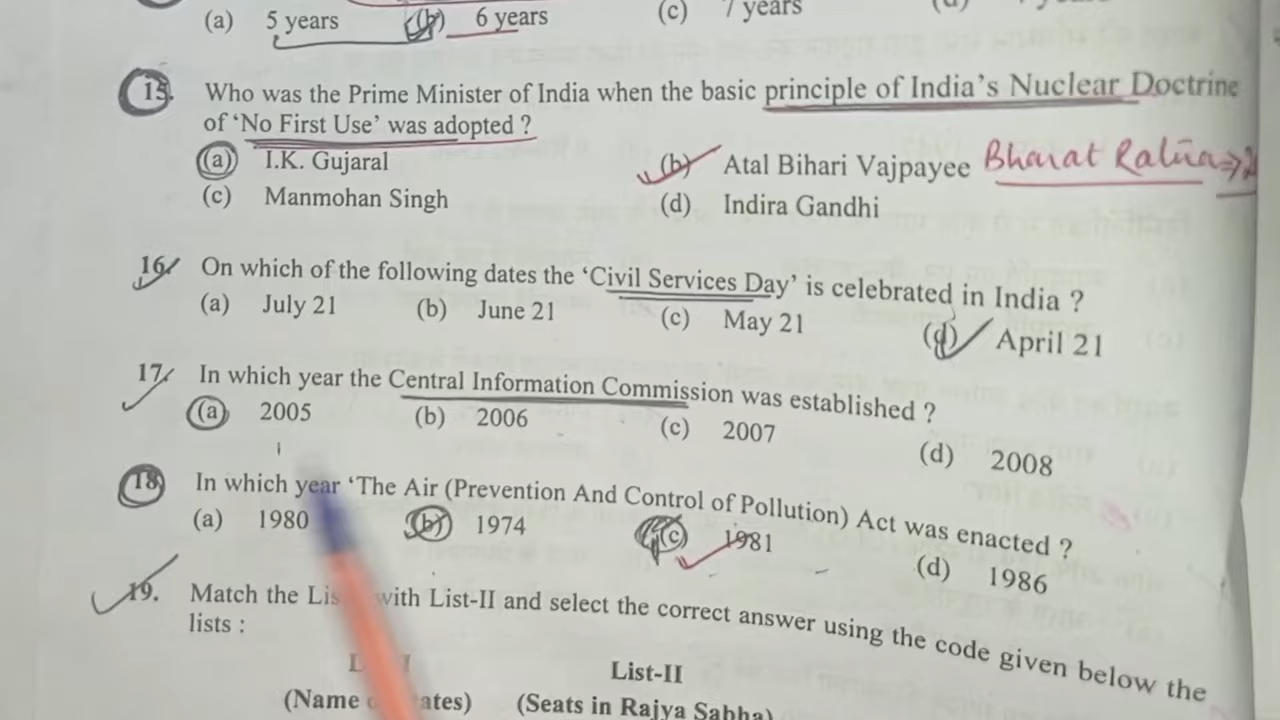 (a) 5 years (b) 6 years (c) 7 years
15. Who was the Prime Minister of India when the basic principle of India's Nuclear Doctrine
of 'No First Use' was adopted ?
(a) I.K. Gujaral (b) Atal Bihari Vajpayee Bharat Ratna
(c) Manmohan Singh (d) Indira Gandhi
16. On which of the following dates the 'Civil Services Day' is celebrated in India ?
(a) July 21 (b) June 21 (c) May 21 (d) April 21
17. In which year the Central Information Commission was established ?
(a) 2005 (b) 2006 (c) 2007 (d) 2008
18. In which year 'The Air (Prevention And Control of Pollution) Act was enacted ?
(a) 1980 (b) 1974 (c) 1981 (d) 1986
19. Match the with List-II and select the correct answer using the code given below the
lists :
List-II
(Name (Seats in Rajya Sabha)